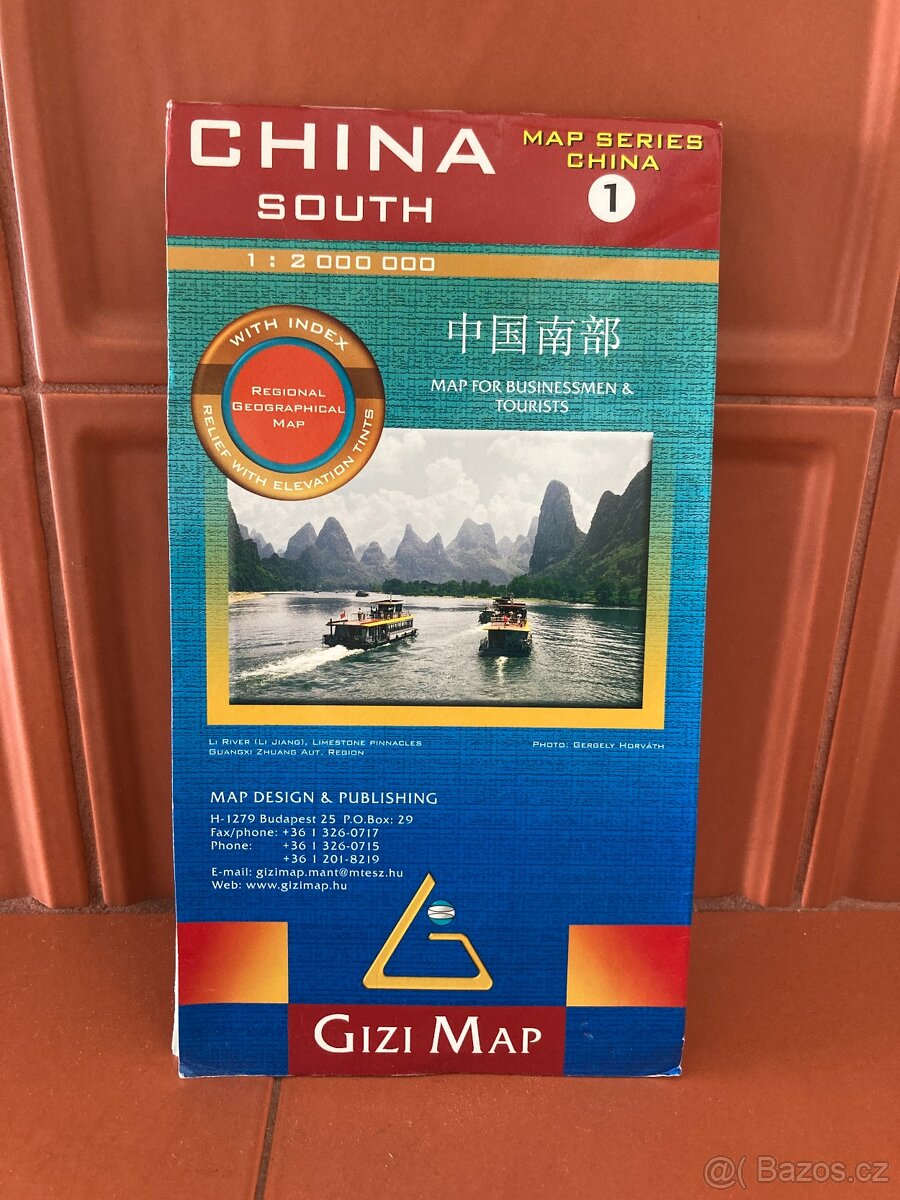 CHINA
SOUTH
MAP SERIES
CHINA
1
1 : 2 000 000
WITH INDEX
REGIONAL
GEOGRAPHICAL
MAP
RELIEF WITH ELEVATION TINTS
中国南部
MAP FOR BUSINESSMEN &
TOURISTS
LI RIVER (LI JIANG), LIMESTONE PINNACLES
GUANGXI ZHUANG AUT. REGION
PHOTO: GERGELY HORVÁTH
MAP DESIGN & PUBLISHING
H-1279 Budapest 25 P.O.Box: 29
Fax/phone: +36 1 326-0717
Phone: +36 1 326-0715
+36 1 201-8219
E-mail: gizimap.mant@mtesz.hu
Web: www.gizimap.hu
GIZI MAP
@( Bazos.cz